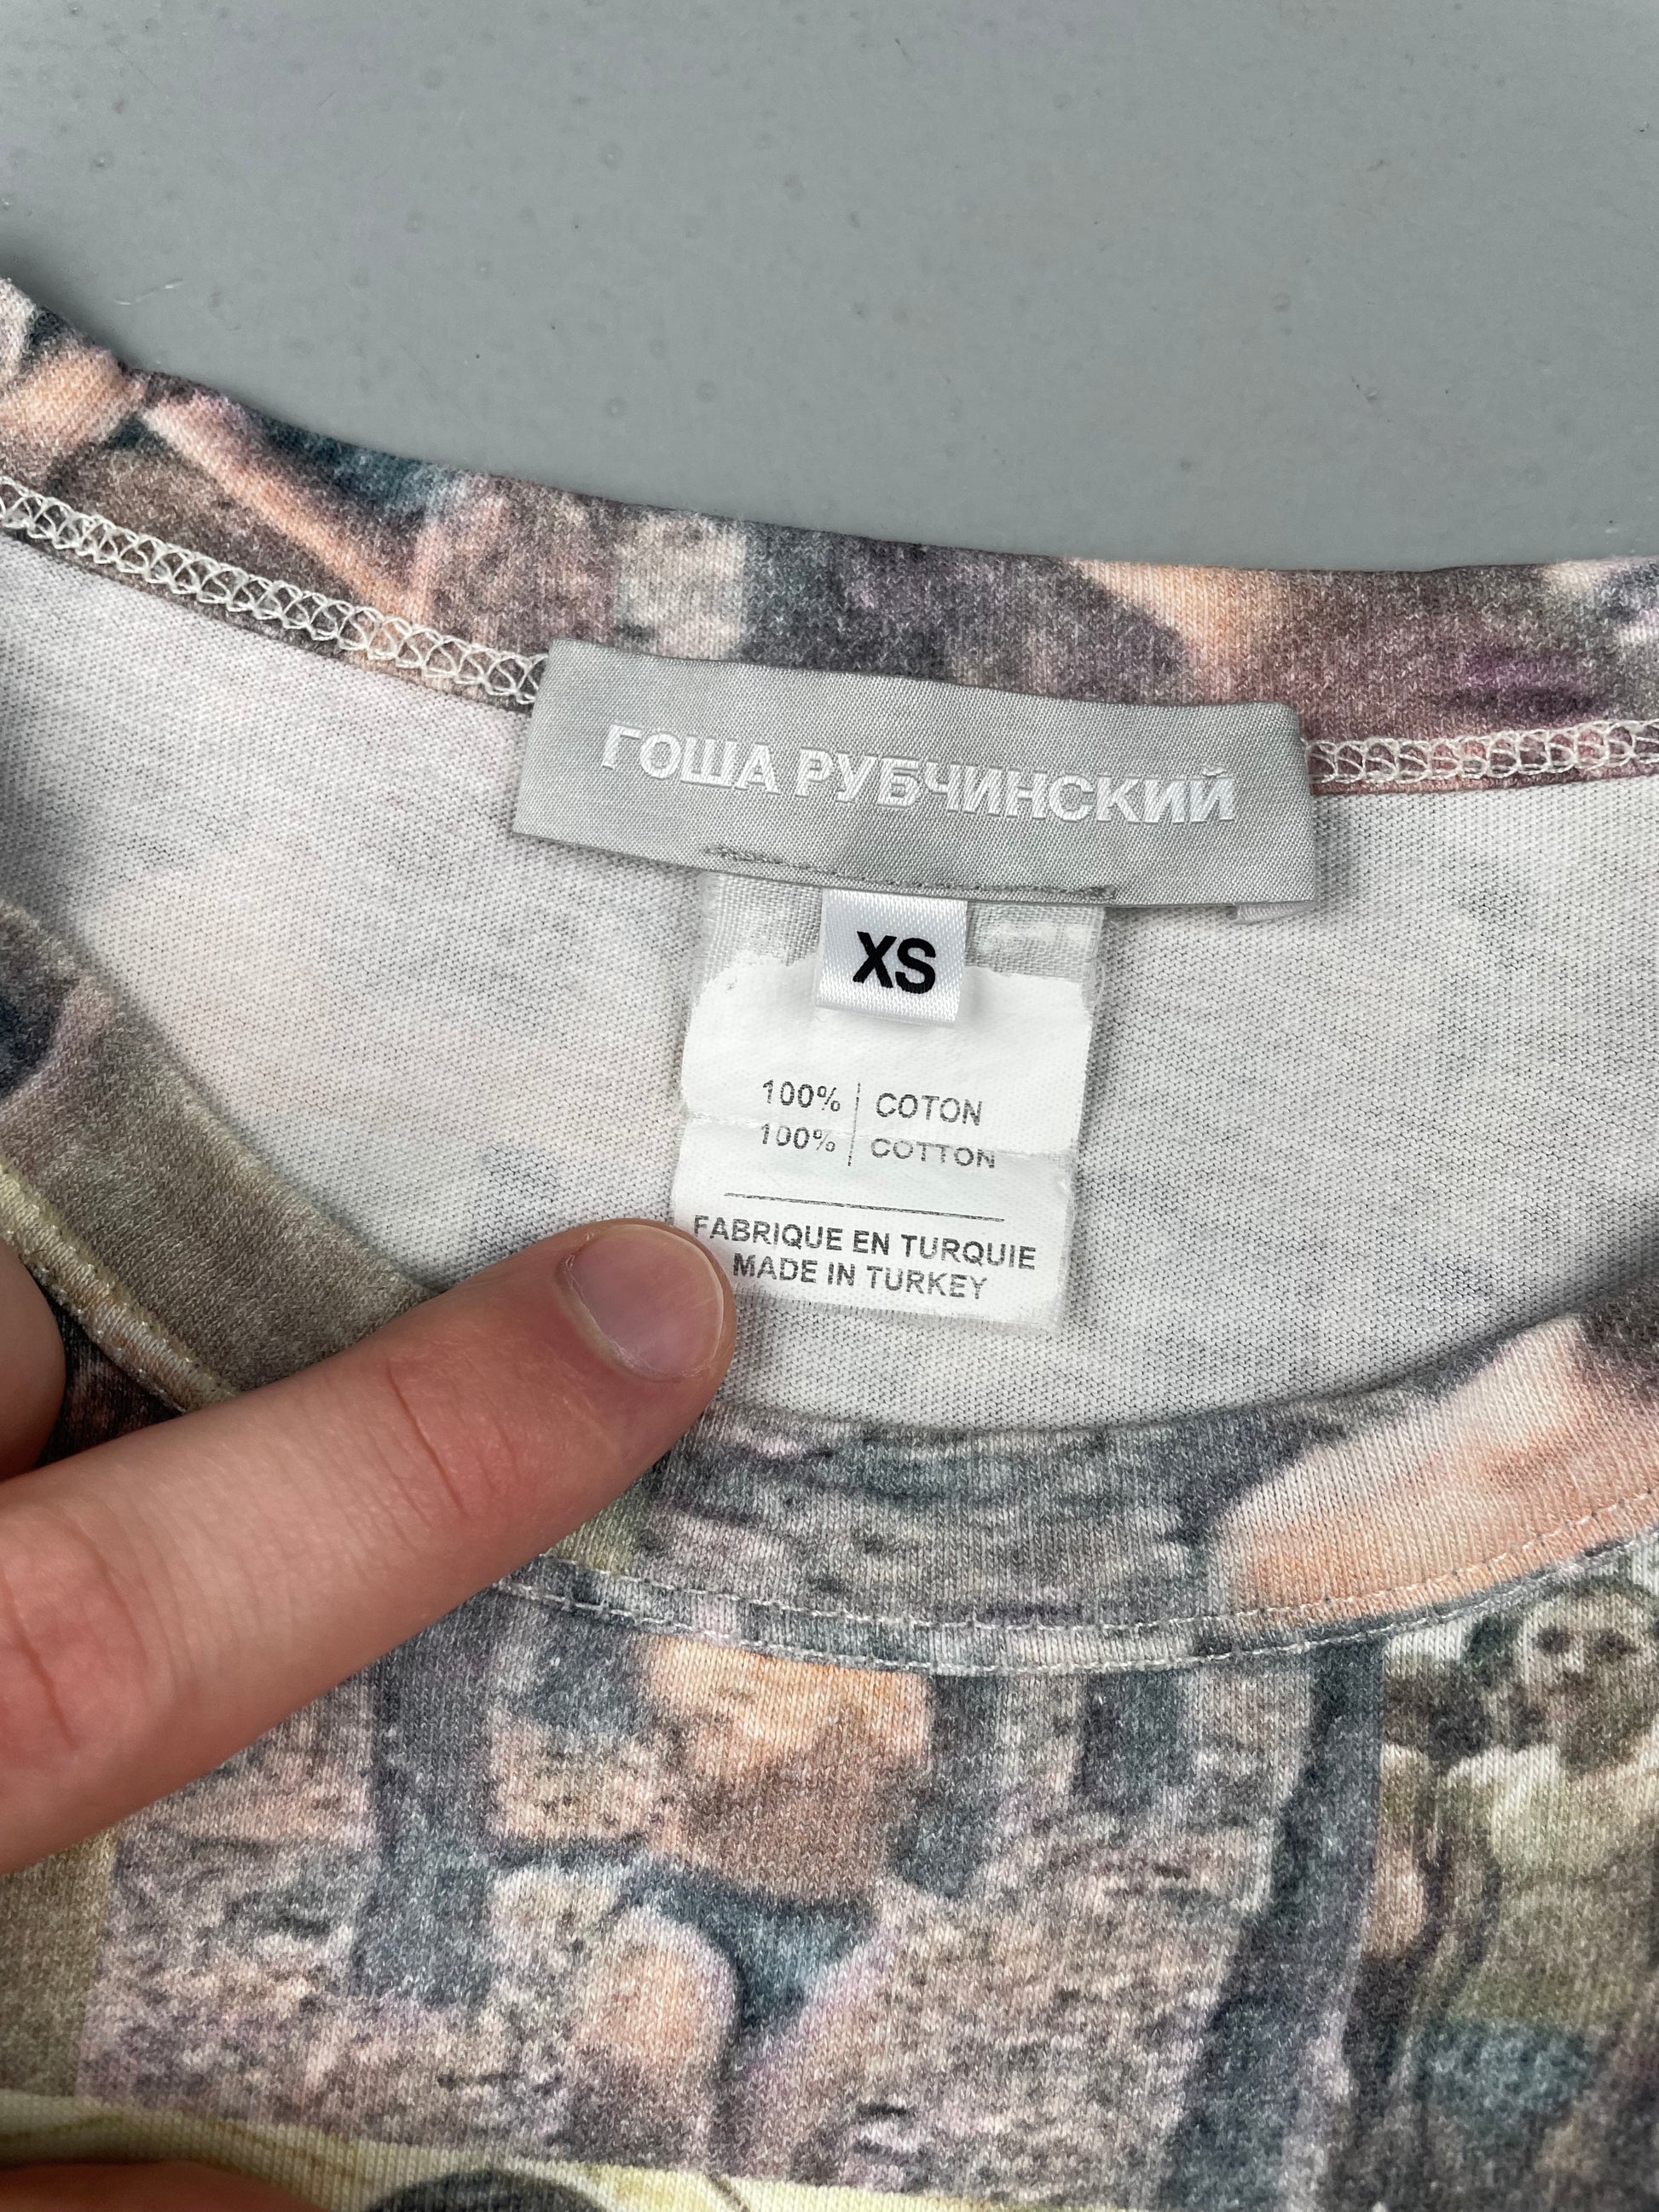 ГОША РУБЧИНСКИЙ
XS
100% | COTON
100% | COTTON
FABRIQUE EN TURQUIE
MADE IN TURKEY